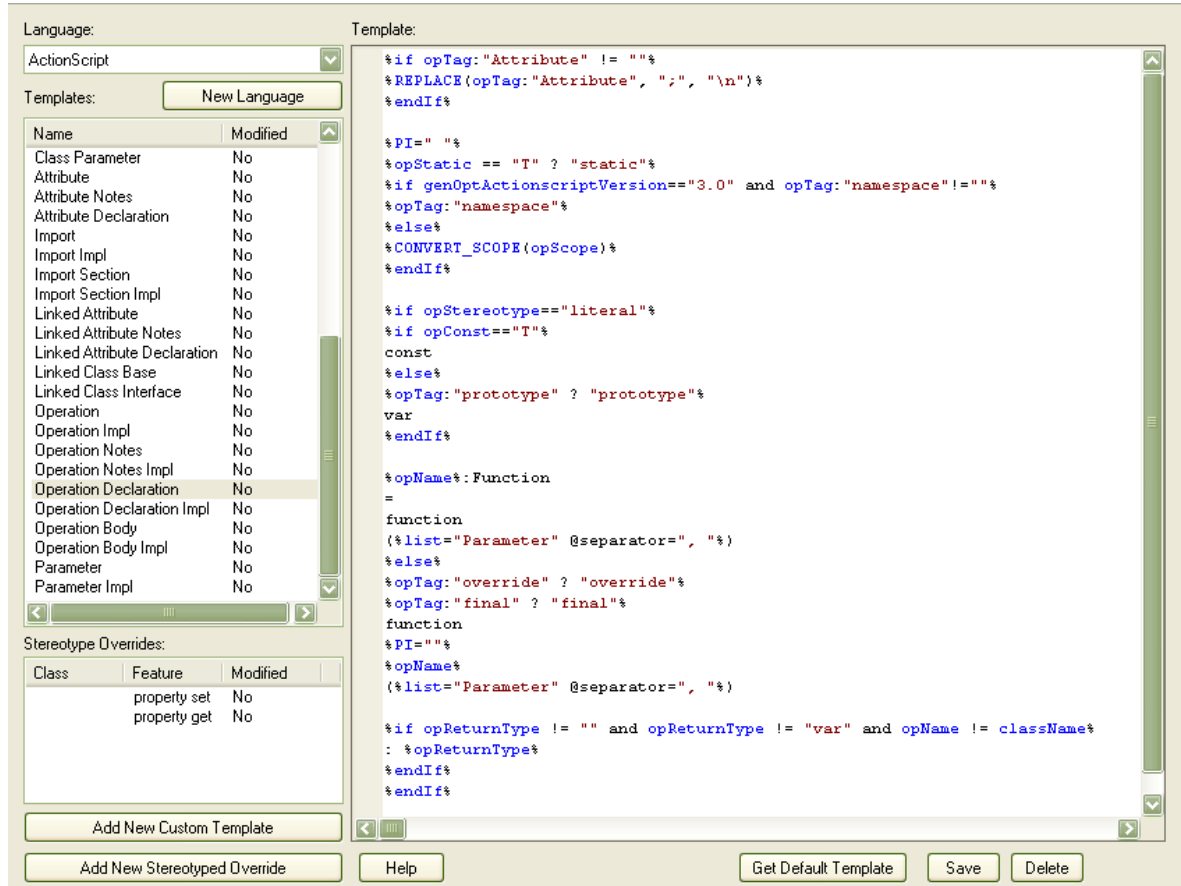 Language:
ActionScript
Templates:
New Language
Name Modified
Class Parameter No
Attribute No
Attribute Notes No
Attribute Declaration No
Import No
Import Impl No
Import Section No
Import Section Impl No
Linked Attribute No
Linked Attribute Notes No
Linked Attribute Declaration No
Linked Class Base No
Linked Class Interface No
Operation No
Operation Impl No
Operation Notes No
Operation Notes Impl No
Operation Declaration No
Operation Declaration Impl No
Operation Body No
Operation Body Impl No
Parameter No
Parameter Impl No
Stereotype Overrides:
Class Feature Modified
property set No
property get No
Add New Custom Template
Add New Stereotyped Override
Template:
%if opTag:"Attribute" != ""%
%REPLACE(opTag:"Attribute", ";", "\n")%
%endIf%
%PI=" "%
%opStatic == "T" ? "static"%
%if genOptActionscriptVersion=="3.0" and opTag:"namespace"!=""%
%opTag:"namespace"%
%else%
%CONVERT_SCOPE(opScope)%
%endIf%
%if opStereotype=="literal"%
%if opConst=="T"%
const
%else%
%opTag:"prototype" ? "prototype"%
var
%endIf%
%opName%:Function
=
function
(%list="Parameter" @separator=", "%)
%else%
%opTag:"override" ? "override"%
%opTag:"final" ? "final"%
function
%PI=""%
%opName%
(%list="Parameter" @separator=", "%)
%if opReturnType != "" and opReturnType != "var" and opName != className%
: %opReturnType%
%endIf%
%endIf%
Help
Get Default Template
Save
Delete